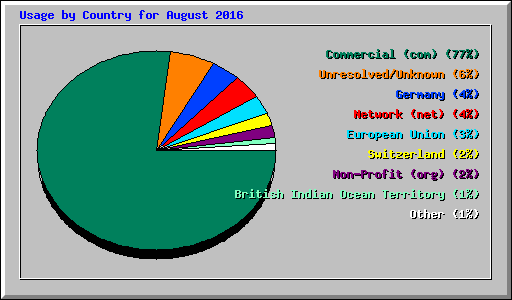 Usage by Country for August 2016
Commercial (com) (77%)
Unresolved/Unknown (6%)
Germany (4%)
Network (net) (4%)
European Union (3%)
Switzerland (2%)
Non-Profit (org) (2%)
British Indian Ocean Territory (1%)
Other (1%)